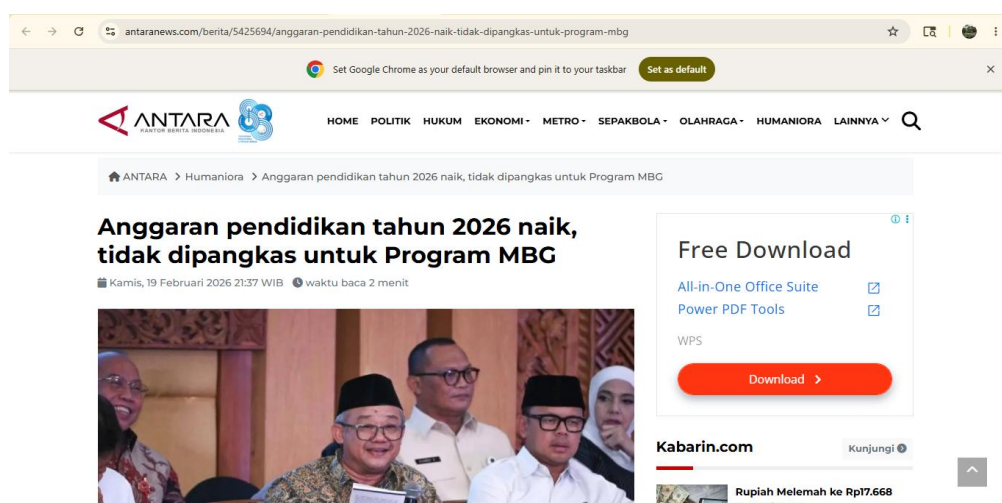 antaranews.com/berita/5425694/anggaran-pendidikan-tahun-2026-naik-tidak-dipangkas-untuk-program-mbg
Set Google Chrome as your default browser and pin it to your taskbar Set as default
ANTARA
KANTOR BERITA INDONESIA
HOME POLITIK HUKUM EKONOMI METRO SEPAKBOLA OLAHRAGA HUMANIORA LAINNYA
ANTARA > Humaniora > Anggaran pendidikan tahun 2026 naik, tidak dipangkas untuk Program MBG
Anggaran pendidikan tahun 2026 naik,
tidak dipangkas untuk Program MBG
Kamis, 19 Februari 2026 21:37 WIB waktu baca 2 menit
Free Download
All-in-One Office Suite
Power PDF Tools
WPS
Download
Kabarin.com
Kunjungi
Rupiah Melemah ke Rp17.668